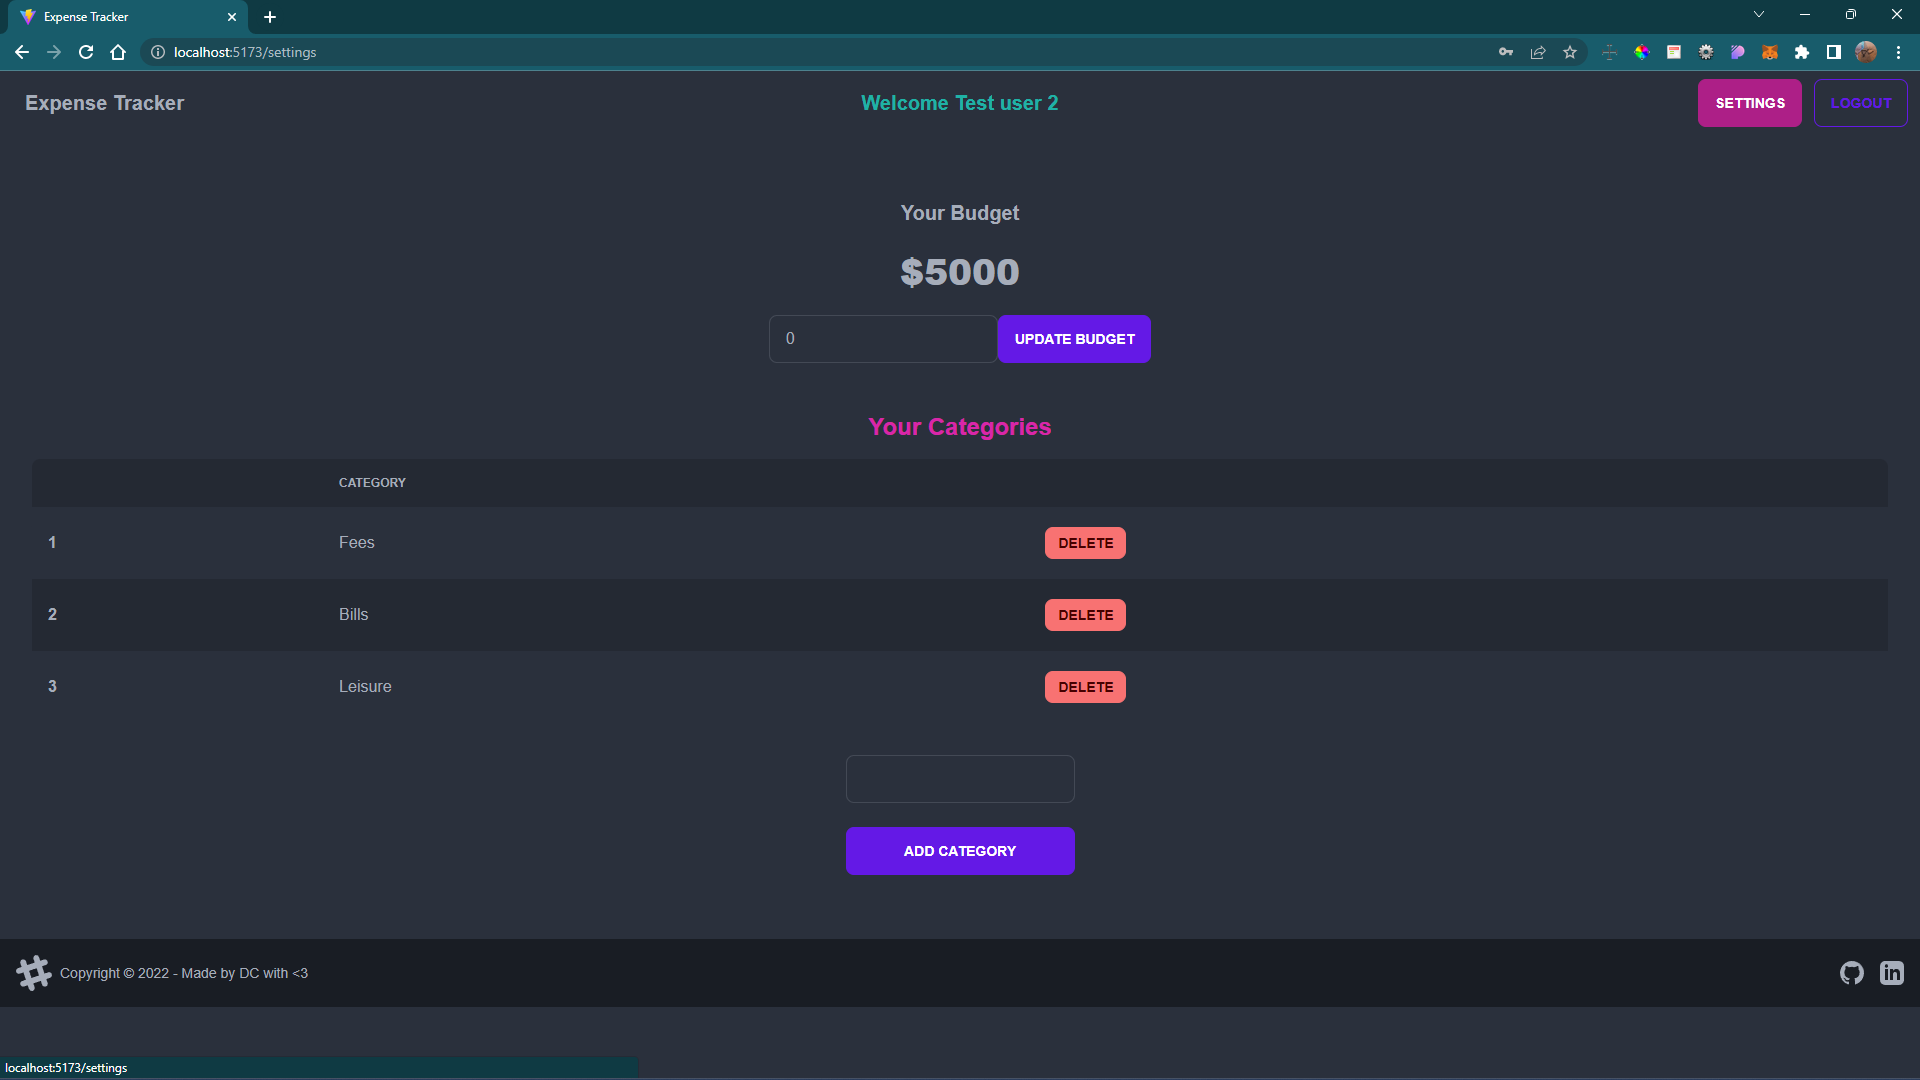 Expense Tracker
localhost:5173/settings
Expense Tracker
Welcome Test user 2
SETTINGS
LOGOUT
Your Budget
$5000
0
UPDATE BUDGET
Your Categories
CATEGORY
1 Fees DELETE
2 Bills DELETE
3 Leisure DELETE
ADD CATEGORY
Copyright © 2022 - Made by DC with <3
in
localhost:5173/settings